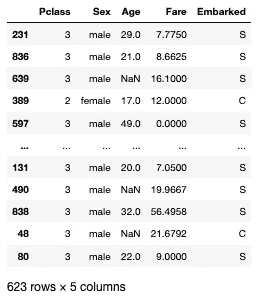 Pclass Sex Age Fare Embarked
231 3 male 29.0 7.7750 S
836 3 male 21.0 8.6625 S
639 3 male NaN 16.1000 S
389 2 female 17.0 12.0000 C
597 3 male 49.0 0.0000 S
... ... ... ... ... ...
131 3 male 20.0 7.0500 S
490 3 male NaN 19.9667 S
838 3 male 32.0 56.4958 S
48 3 male NaN 21.6792 C
80 3 male 22.0 9.0000 S
623 rows × 5 columns